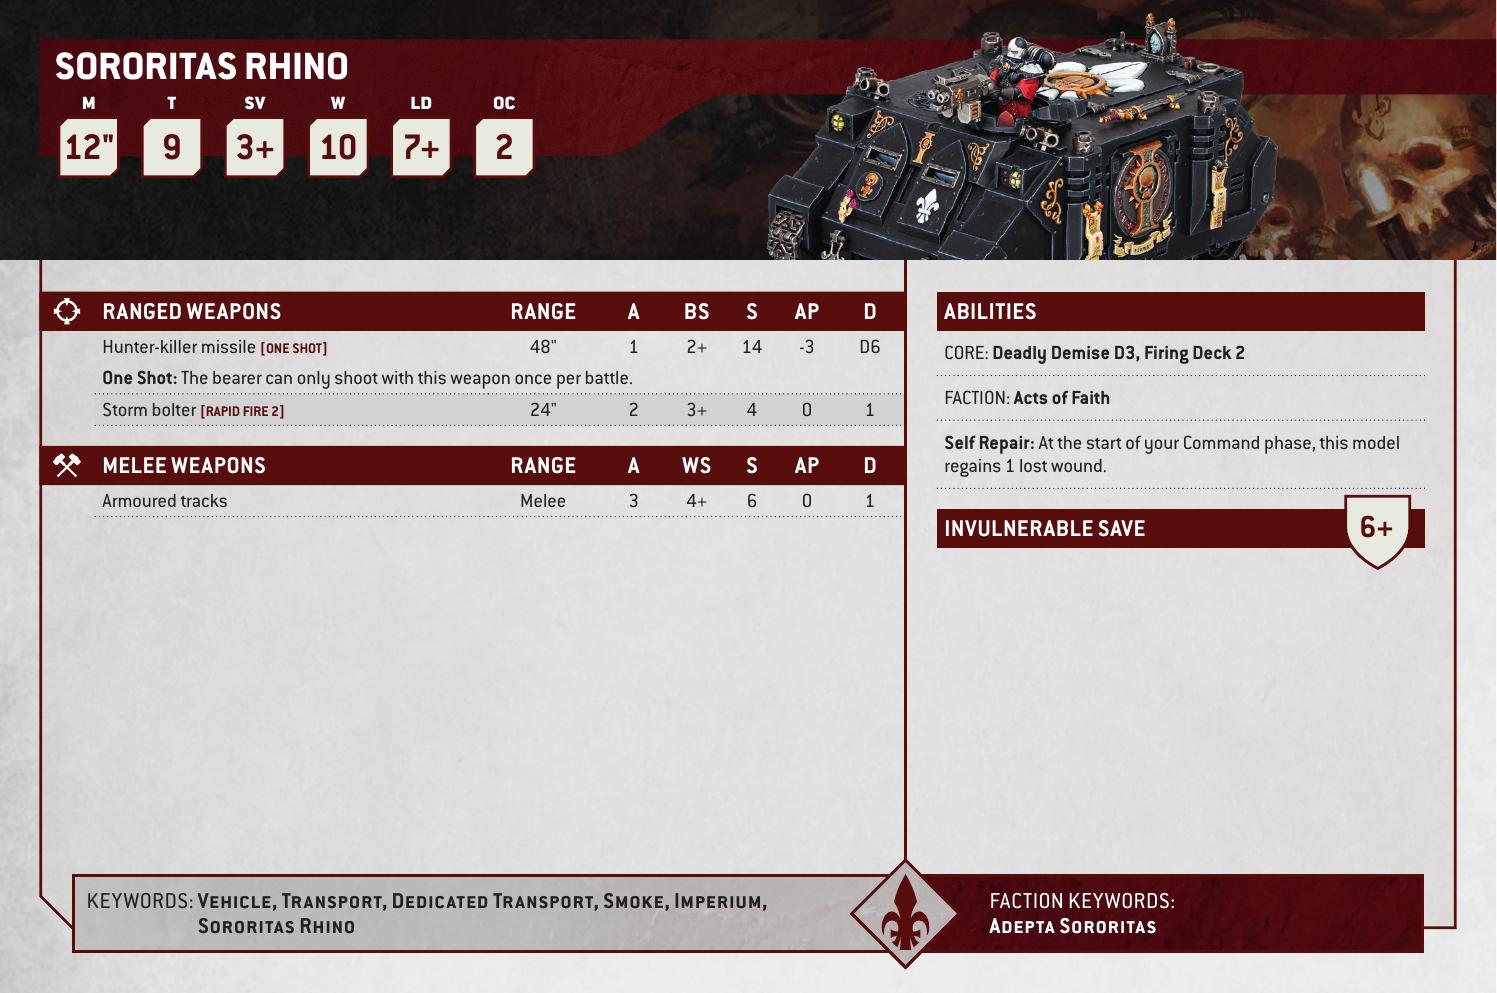 SORORITAS RHINO
M T SV W LD OC
12" 9 3+ 10 7+ 2
RANGED WEAPONS RANGE A BS S AP D
Hunter-killer missile [ONE SHOT] 48" 1 2+ 14 -3 D6
One Shot: The bearer can only shoot with this weapon once per battle.
Storm bolter [RAPID FIRE 2] 24" 2 3+ 4 0 1
MELEE WEAPONS RANGE A WS S AP D
Armoured tracks Melee 3 4+ 6 0 1
ABILITIES
CORE: Deadly Demise D3, Firing Deck 2
FACTION: Acts of Faith
Self Repair: At the start of your Command phase, this model
regains 1 lost wound.
INVULNERABLE SAVE 6+
KEYWORDS: Vehicle, Transport, Dedicated Transport, Smoke, Imperium,
Sororitas Rhino
FACTION KEYWORDS:
Adepta Sororitas